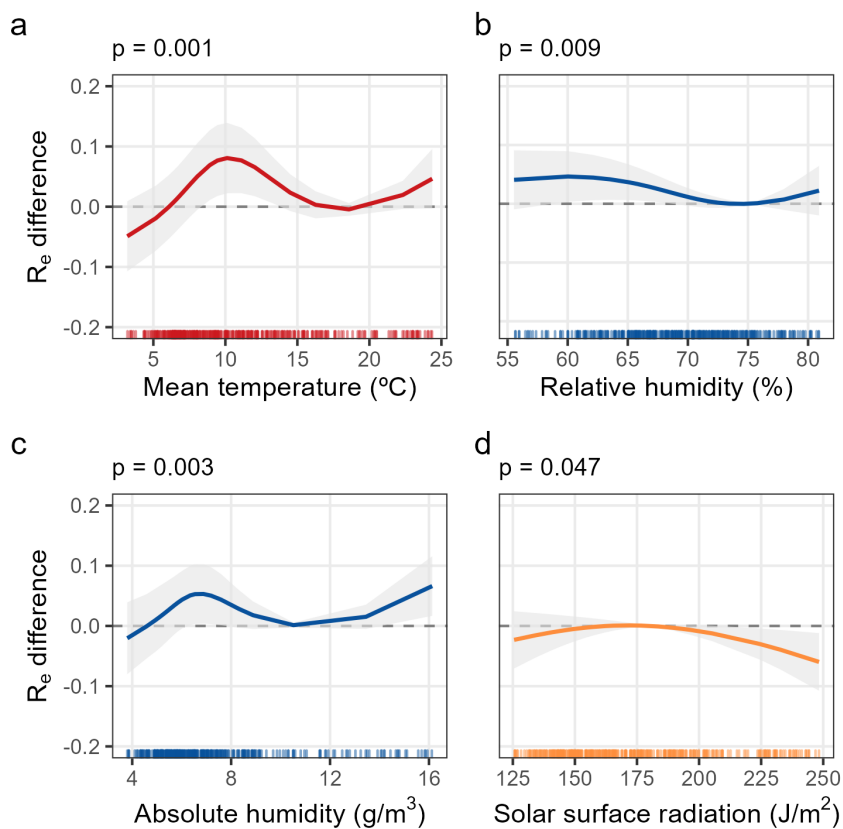 a
p = 0.001
0.2
0.1
0.0
-0.1
-0.2
Rₑ difference
5 10 15 20 25
Mean temperature (ºC)
b
p = 0.009
55 60 65 70 75 80
Relative humidity (%)
c
p = 0.003
0.2
0.1
0.0
-0.1
-0.2
Rₑ difference
4 8 12 16
Absolute humidity (g/m³)
d
p = 0.047
125 150 175 200 225 250
Solar surface radiation (J/m²)